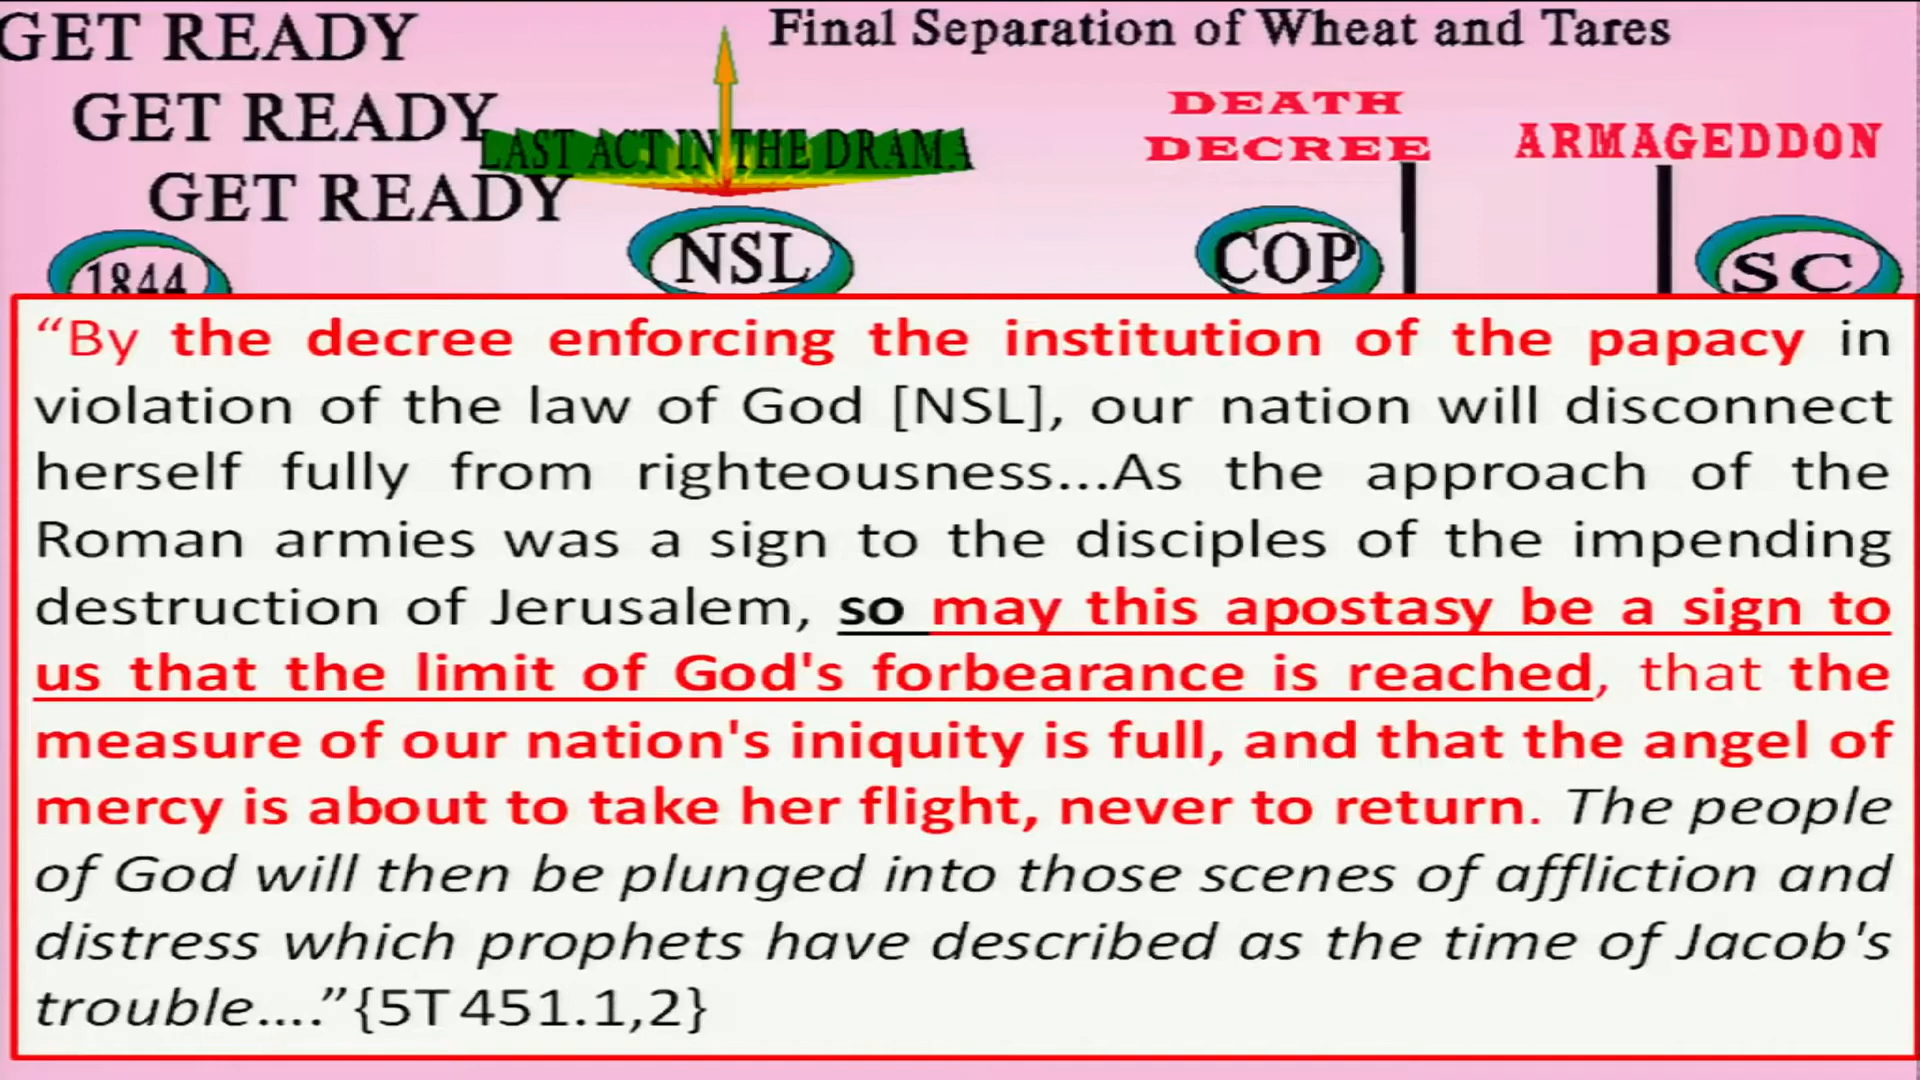 GET READY
Final Separation of Wheat and Tares
GET READY
DEATH
DECREE
ARMAGEDDON
LAST ACT IN THE DRAMA
GET READY
1844
NSL
COP
SC
“By the decree enforcing the institution of the papacy in
violation of the law of God [NSL], our nation will disconnect
herself fully from righteousness...As the approach of the
Roman armies was a sign to the disciples of the impending
destruction of Jerusalem, so may this apostasy be a sign to
us that the limit of God's forbearance is reached, that the
measure of our nation's iniquity is full, and that the angel of
mercy is about to take her flight, never to return. The people
of God will then be plunged into those scenes of affliction and
distress which prophets have described as the time of Jacob's
trouble....”{5T 451.1,2}